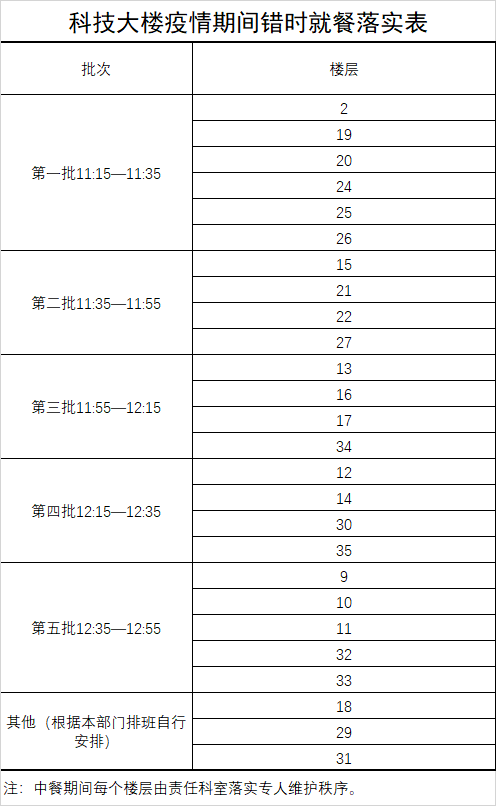 科技大楼疫情期间错时就餐落实表
批次
楼层
第一批11:15—11:35
2
19
20
24
25
26
第二批11:35—11:55
15
21
22
27
第三批11:55—12:15
13
16
17
34
第四批12:15—12:35
12
14
30
35
第五批12:35—12:55
9
10
11
32
33
其他（根据本部门排班自行
安排）
18
29
31
注：中餐期间每个楼层由责任科室落实专人维护秩序。